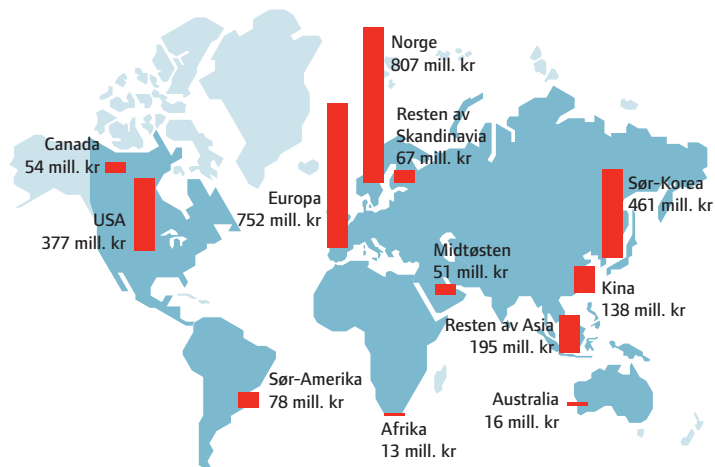 Norge
807 mill. kr
Resten av
Skandinavia
67 mill. kr
Canada
54 mill. kr
USA
377 mill. kr
Europa
752 mill. kr
Sør-Korea
461 mill. kr
Midtøsten
51 mill. kr
Kina
138 mill. kr
Resten av Asia
195 mill. kr
Sør-Amerika
78 mill. kr
Australia
16 mill. kr
Afrika
13 mill. kr